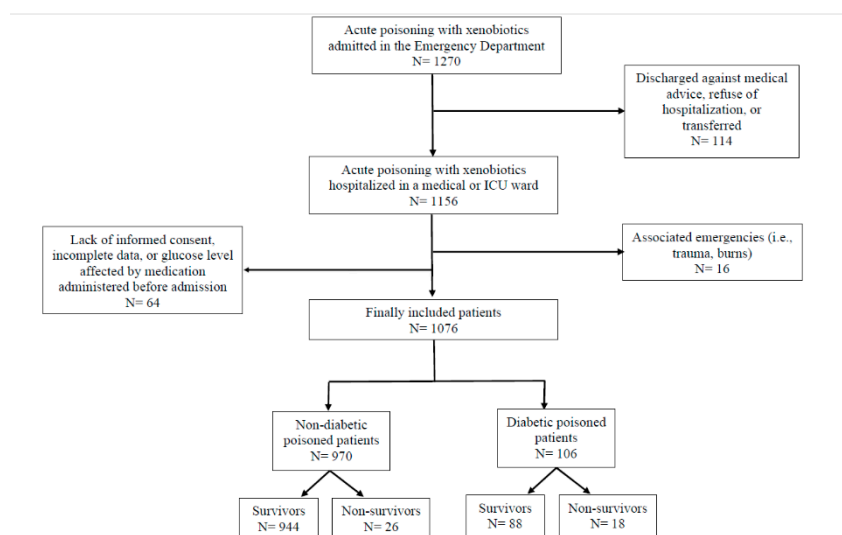 Acute poisoning with xenobiotics
admitted in the Emergency Department
N= 1270
Discharged against medical
advice, refuse of
hospitalization, or
transferred
N= 114
Acute poisoning with xenobiotics
hospitalized in a medical or ICU ward
N= 1156
Lack of informed consent,
incomplete data, or glucose level
affected by medication
administered before admission
N= 64
Associated emergencies (i.e.,
trauma, burns)
N= 16
Finally included patients
N= 1076
Non-diabetic
poisoned patients
N= 970
Diabetic poisoned
patients
N= 106
Survivors
N= 944
Non-survivors
N= 26
Survivors
N= 88
Non-survivors
N= 18